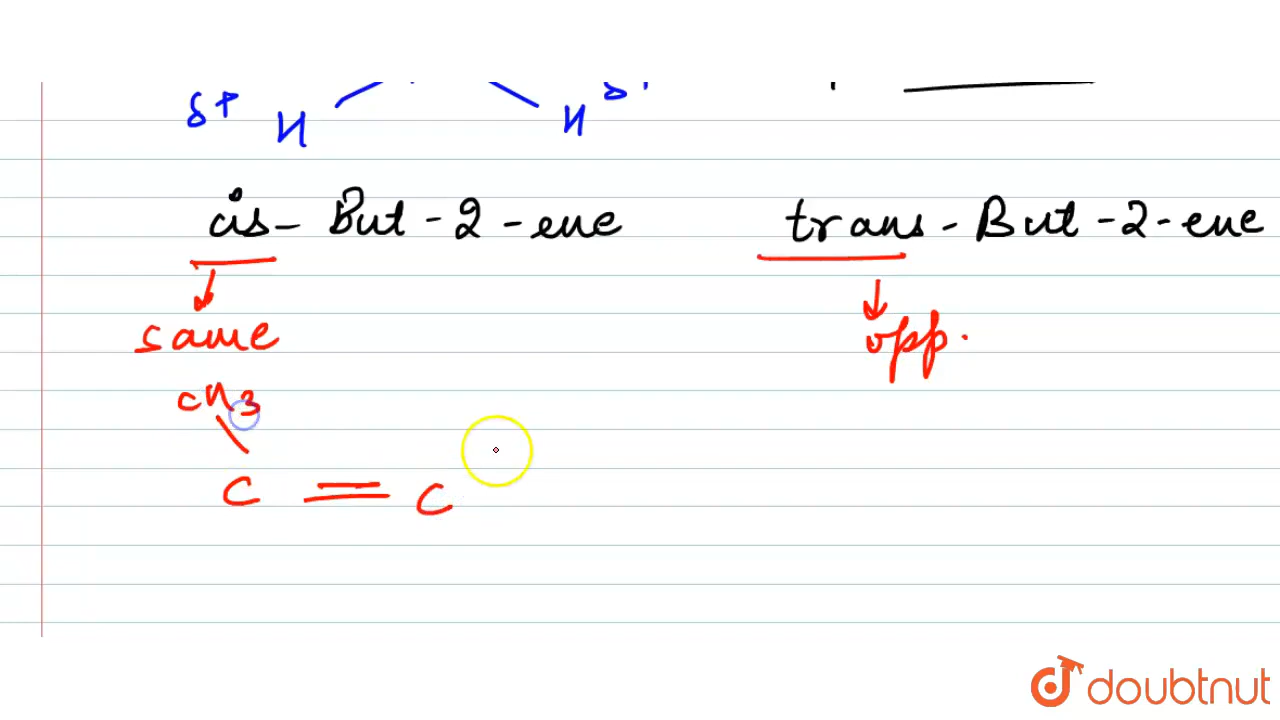 δ+ H H δ+
cis - But - 2 - ene trans - But - 2 - ene
same opp.
CH3
C = C
doubtnut